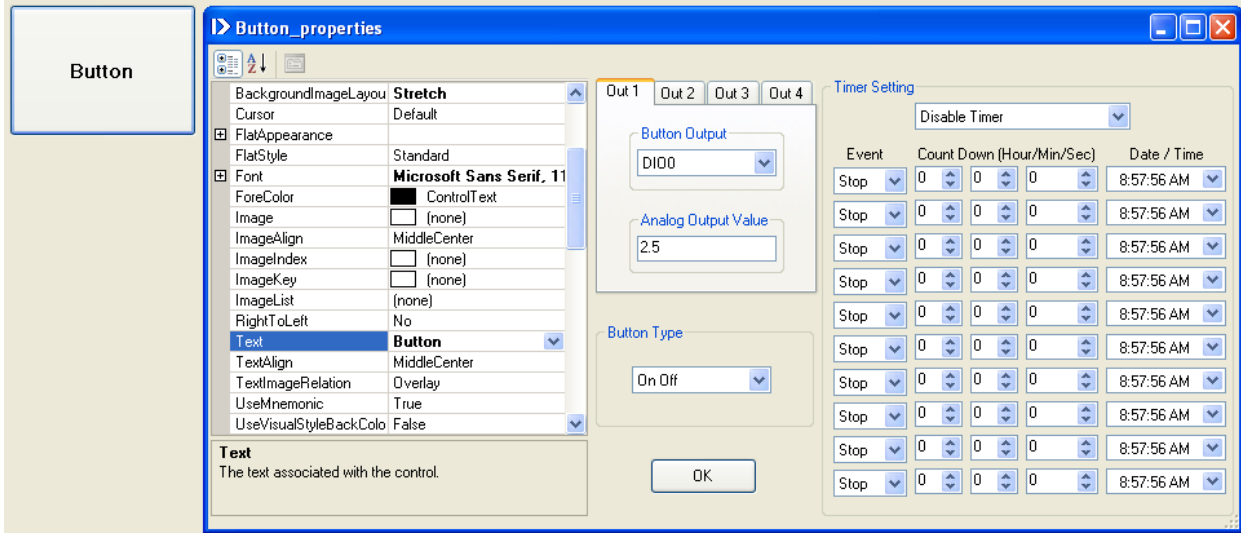 Button
Button_properties
BackgroundImageLayou Stretch
Cursor Default
FlatAppearance
FlatStyle Standard
Font Microsoft Sans Serif, 11
ForeColor ControlText
Image (none)
ImageAlign MiddleCenter
ImageIndex (none)
ImageKey (none)
ImageList (none)
RightToLeft No
Text Button
TextAlign MiddleCenter
TextImageRelation Overlay
UseMnemonic True
UseVisualStyleBackColo False
Text
The text associated with the control.
Out 1 Out 2 Out 3 Out 4
Button Output
DIO0
Analog Output Value
2.5
Button Type
On Off
OK
Timer Setting
Disable Timer
Event Count Down (Hour/Min/Sec) Date / Time
Stop 0 0 0 8:57:56 AM
Stop 0 0 0 8:57:56 AM
Stop 0 0 0 8:57:56 AM
Stop 0 0 0 8:57:56 AM
Stop 0 0 0 8:57:56 AM
Stop 0 0 0 8:57:56 AM
Stop 0 0 0 8:57:56 AM
Stop 0 0 0 8:57:56 AM
Stop 0 0 0 8:57:56 AM
Stop 0 0 0 8:57:56 AM